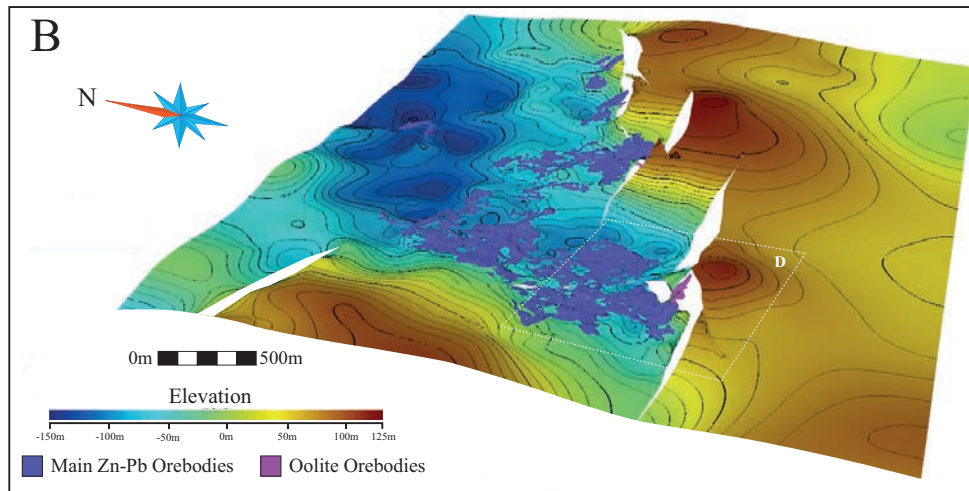 B
N
D
0m 500m
Elevation
-150m -100m -50m 0m 50m 100m 125m
Main Zn-Pb Orebodies Oolite Orebodies